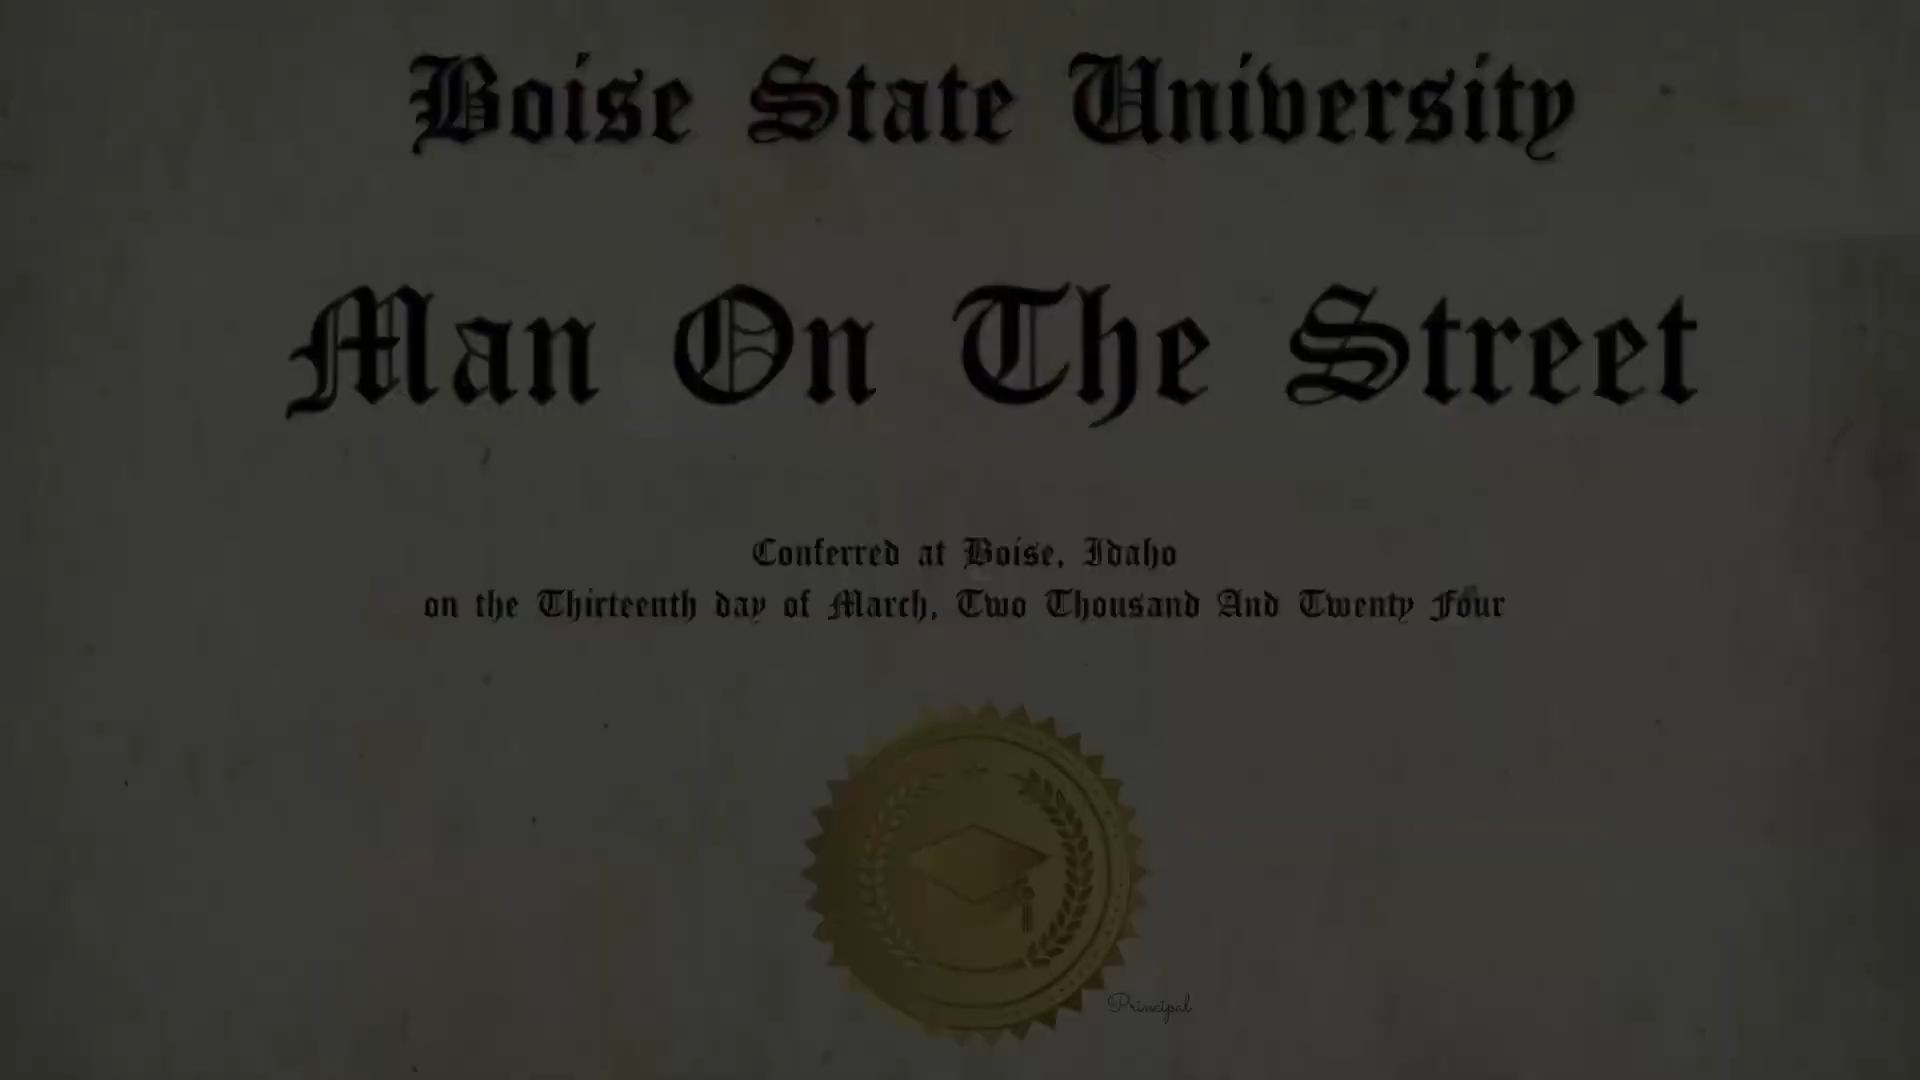 Boise State University
Man On The Street
Conferred at Boise, Idaho
on the Thirteenth day of March, Two Thousand And Twenty Four
Principal